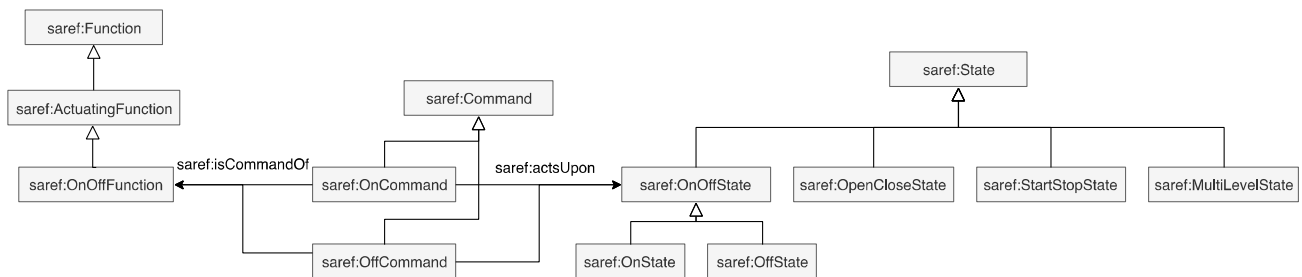 saref:Function
saref:State
saref:Command
saref:ActuatingFunction
saref:isCommandOf
saref:actsUpon
saref:OnOffFunction
saref:OnCommand
saref:OnOffState
saref:OpenCloseState
saref:StartStopState
saref:MultiLevelState
saref:OffCommand
saref:OnState
saref:OffState